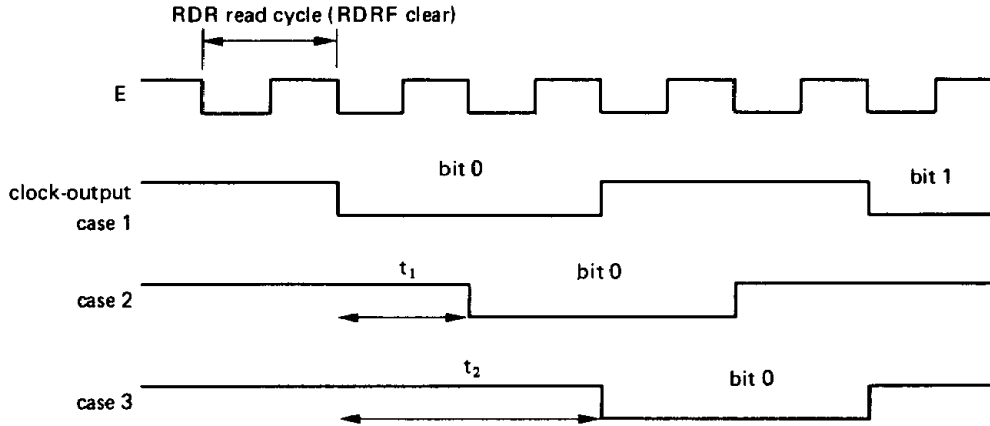 RDR read cycle (RDRF clear)
E
bit 0
bit 1
clock-output
case 1
t₁
bit 0
case 2
t₂
bit 0
case 3